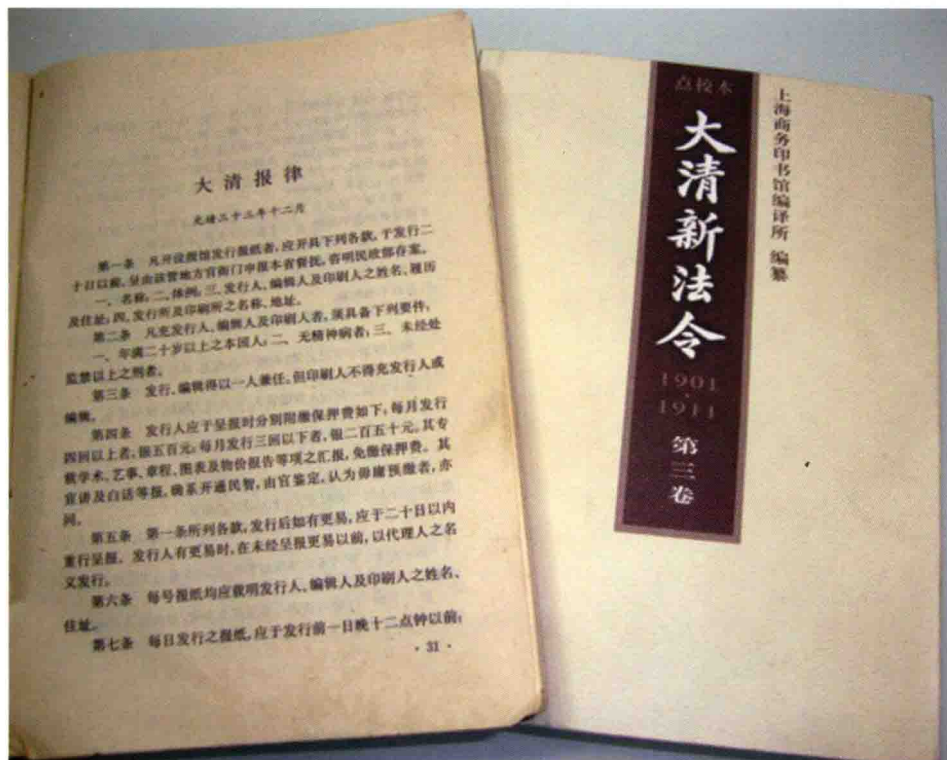 大清报律
光绪三十三年十二月
第一条 凡开设报馆发行报纸者,应开具下列各款,于发行二
十日以前,呈由该管地方官衙门申报本省督抚,咨明民政部存案。
一、名称;二、体例;三、发行人、编辑人及印刷人之姓名、履历
及住址;四、发行所及印刷所之名称、地址。
第二条 凡充发行人、编辑人及印刷人者,须具备下列要件:
一、年满二十岁以上之本国人;二、无精神病者;三、未经处
监禁以上之刑者。
第三条 发行、编辑得以一人兼任,但印刷人不得充发行人或
编辑。
第四条 发行人应于呈报时分别附缴保押费如下:每月发行
四回以上者,银五百元;每月发行三回以下者,银二百五十元。其专
载学术、艺事、章程、图表及物价报告等项之汇报,免缴保押费。其
宣讲及白话等报,确系开通民智,由官鉴定,认为毋庸预缴者,亦
同。
第五条 第一条所列各款,发行后如有更易,应于二十日以内
重行呈报。发行人有更易时,在未经呈报更易以前,以代理人之名
义发行。
第六条 每号报纸均应载明发行人、编辑人及印刷人之姓名、
住址。
第七条 每日发行之报纸,应于发行前一日晚十二点钟以前;
·31·
点校本
大清新法令
1901
·
1911
第三卷
上海商务印书馆编译所 编纂